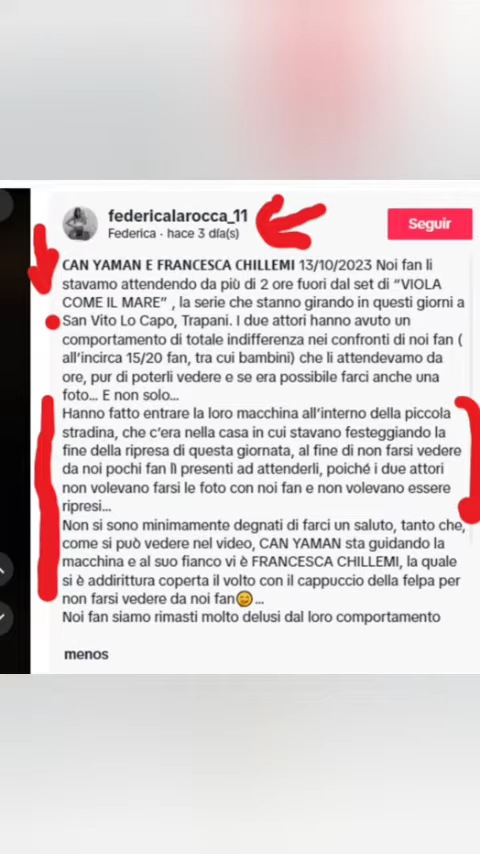 federicalarocca_11
Federica · hace 3 día(s)
Seguir
CAN YAMAN E FRANCESCA CHILLEMI 13/10/2023 Noi fan li
stavamo attendendo da più di 2 ore fuori dal set di “VIOLA
COME IL MARE” , la serie che stanno girando in questi giorni a
San Vito Lo Capo, Trapani. I due attori hanno avuto un
comportamento di totale indifferenza nei confronti di noi fan (
all’incirca 15/20 fan, tra cui bambini) che li attendevamo da
ore, pur di poterli vedere e se era possibile farci anche una
foto... E non solo...
Hanno fatto entrare la loro macchina all’interno della piccola
stradina, che c’era nella casa in cui stavano festeggiando la
fine della ripresa di questa giornata, al fine di non farsi vedere
da noi pochi fan lì presenti ad attenderli, poiché i due attori
non volevano farsi le foto con noi fan e non volevano essere
ripresi...
Non si sono minimamente degnati di farci un saluto, tanto che,
come si può vedere nel video, CAN YAMAN sta guidando la
macchina e al suo fianco vi è FRANCESCA CHILLEMI, la quale
si è addirittura coperta il volto con il cappuccio della felpa per
non farsi vedere da noi fan😅...
Noi fan siamo rimasti molto delusi dal loro comportamento
menos